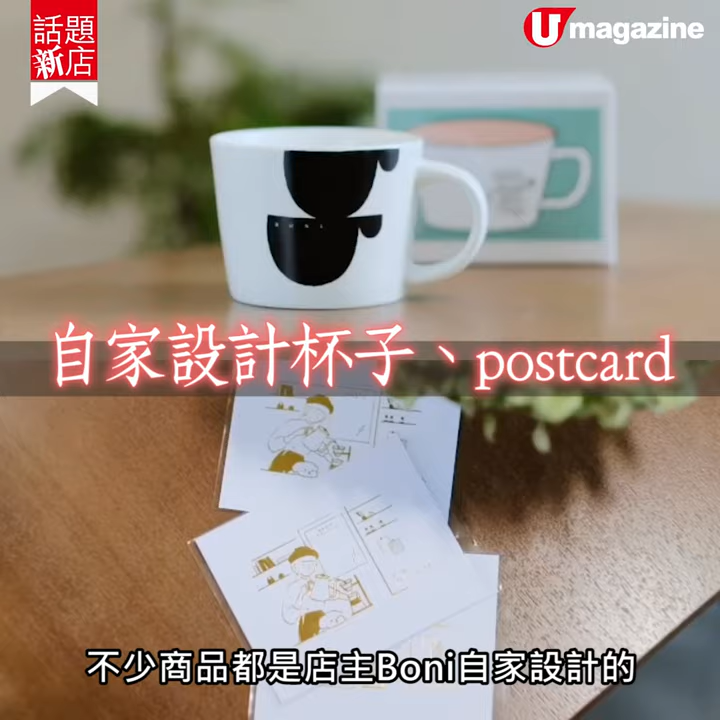 話題
新店
U magazine
BONI
自家設計杯子、postcard
不少商品都是店主Boni自家設計的